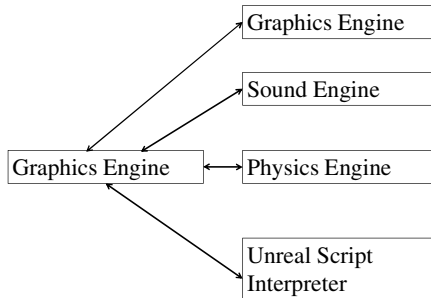 Graphics Engine
Sound Engine
Graphics Engine
Physics Engine
Unreal Script
Interpreter